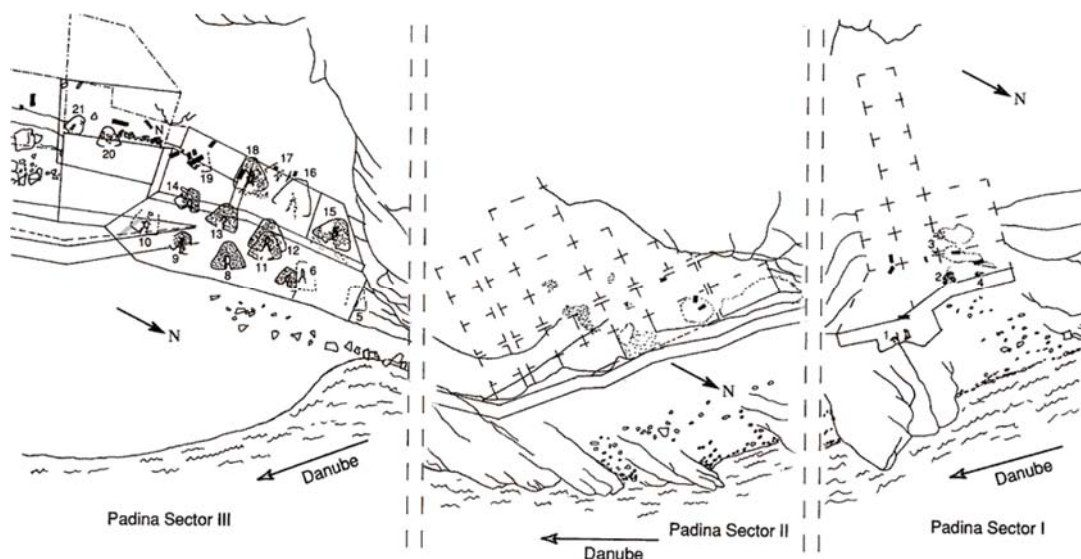 21
20
N
19
18
17
16
14
13
15
10
9
8
12
11
6
7
5
N
Danube
Padina Sector III
N
Padina Sector II
Danube
N
3
2
4
1
Danube
Padina Sector I